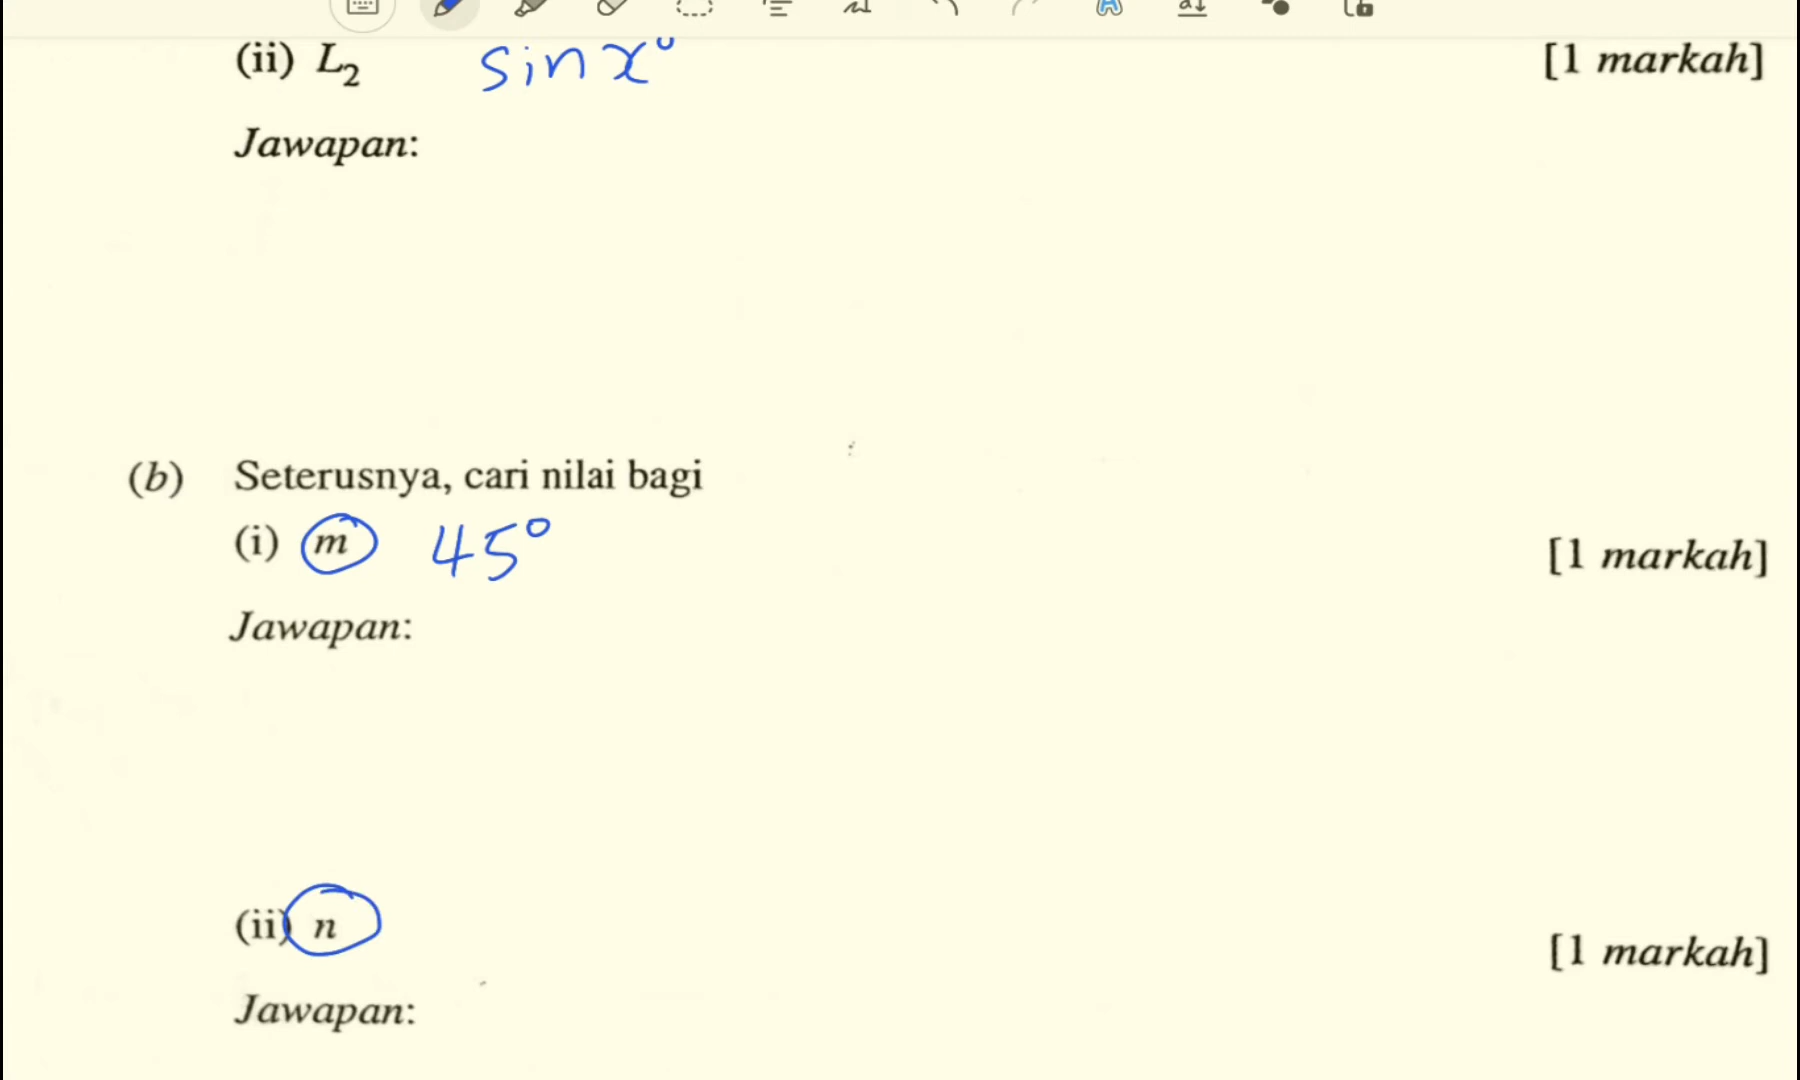 (ii) L₂ sin x° [1 markah]
Jawapan:
(b) Seterusnya, cari nilai bagi
(i) m 45° [1 markah]
Jawapan:
(ii) n [1 markah]
Jawapan: